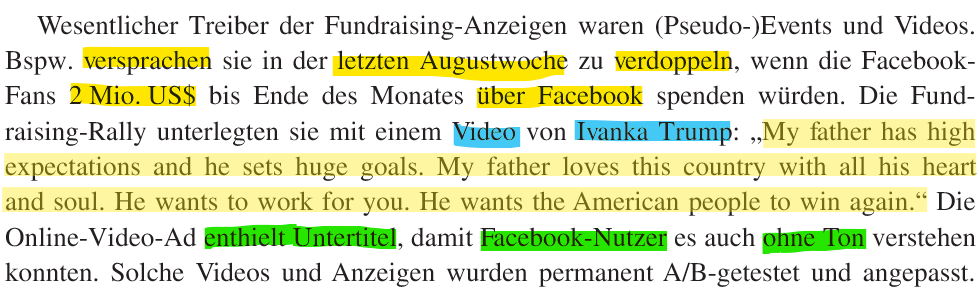 Wesentlicher Treiber der Fundraising-Anzeigen waren (Pseudo-)Events und Videos.
Bspw. versprachen sie in der letzten Augustwoche zu verdoppeln, wenn die Facebook-
Fans 2 Mio. US$ bis Ende des Monates über Facebook spenden würden. Die Fund-
raising-Rally unterlegten sie mit einem Video von Ivanka Trump: „My father has high
expectations and he sets huge goals. My father loves this country with all his heart
and soul. He wants to work for you. He wants the American people to win again.“ Die
Online-Video-Ad enthielt Untertitel, damit Facebook-Nutzer es auch ohne Ton verstehen
konnten. Solche Videos und Anzeigen wurden permanent A/B-getestet und angepasst.